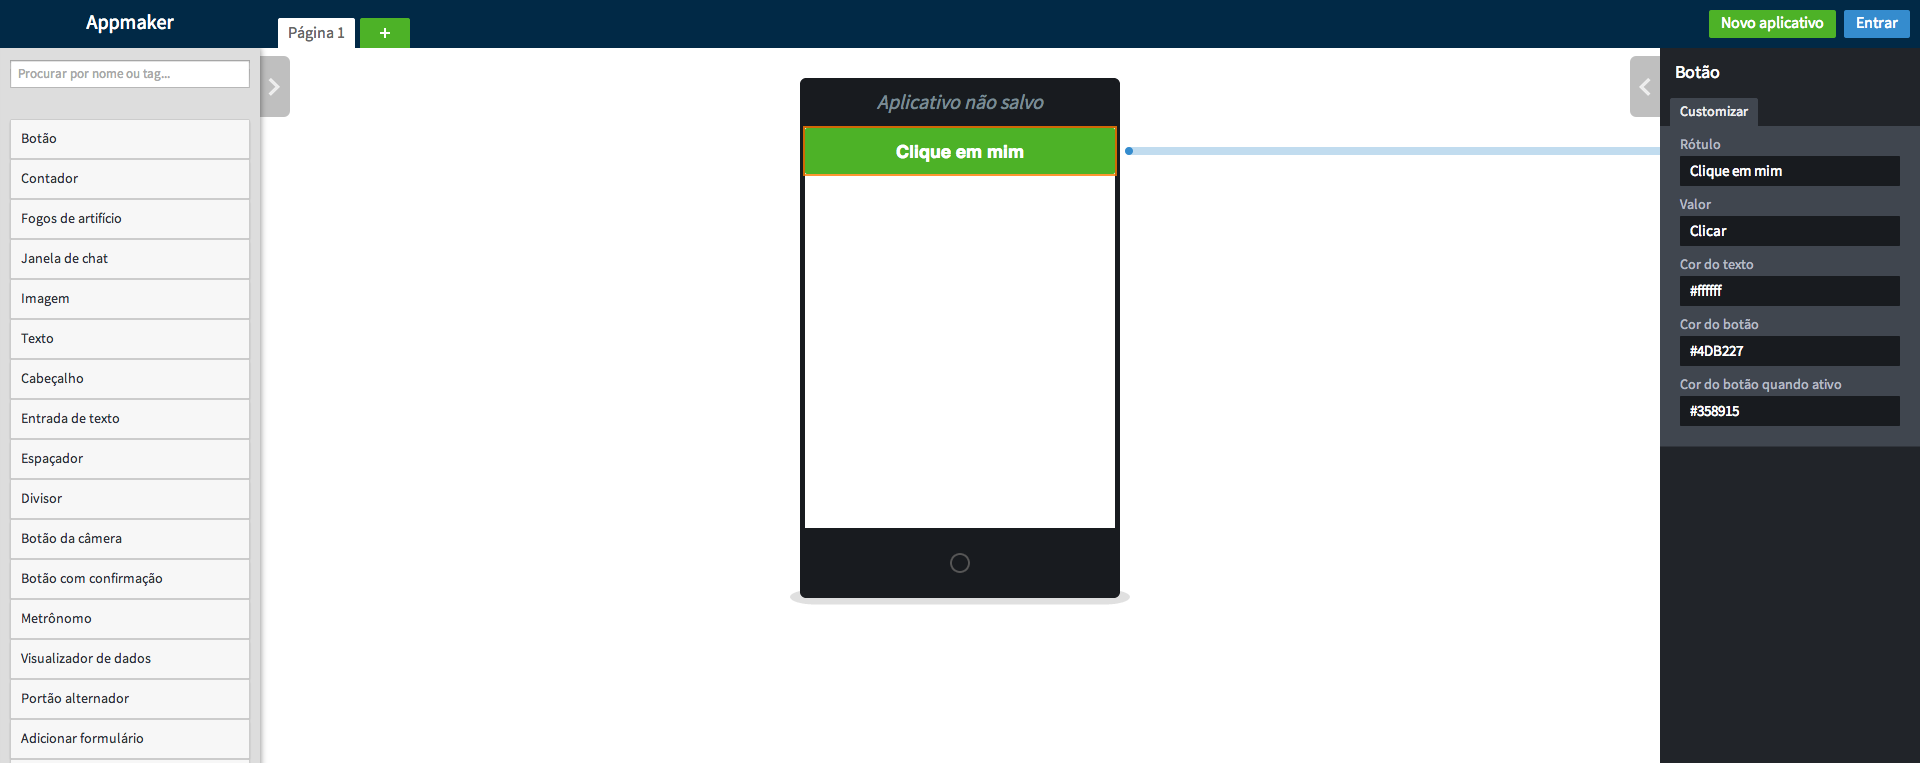 Appmaker
Página 1
+
Novo aplicativo
Entrar
Procurar por nome ou tag...
Botão
Contador
Fogos de artifício
Janela de chat
Imagem
Texto
Cabeçalho
Entrada de texto
Espaçador
Divisor
Botão da câmera
Botão com confirmação
Metrônomo
Visualizador de dados
Portão alternador
Adicionar formulário
Aplicativo não salvo
Clique em mim
Botão
Customizar
Rótulo
Clique em mim
Valor
Clicar
Cor do texto
#ffffff
Cor do botão
#4DB227
Cor do botão quando ativo
#358915